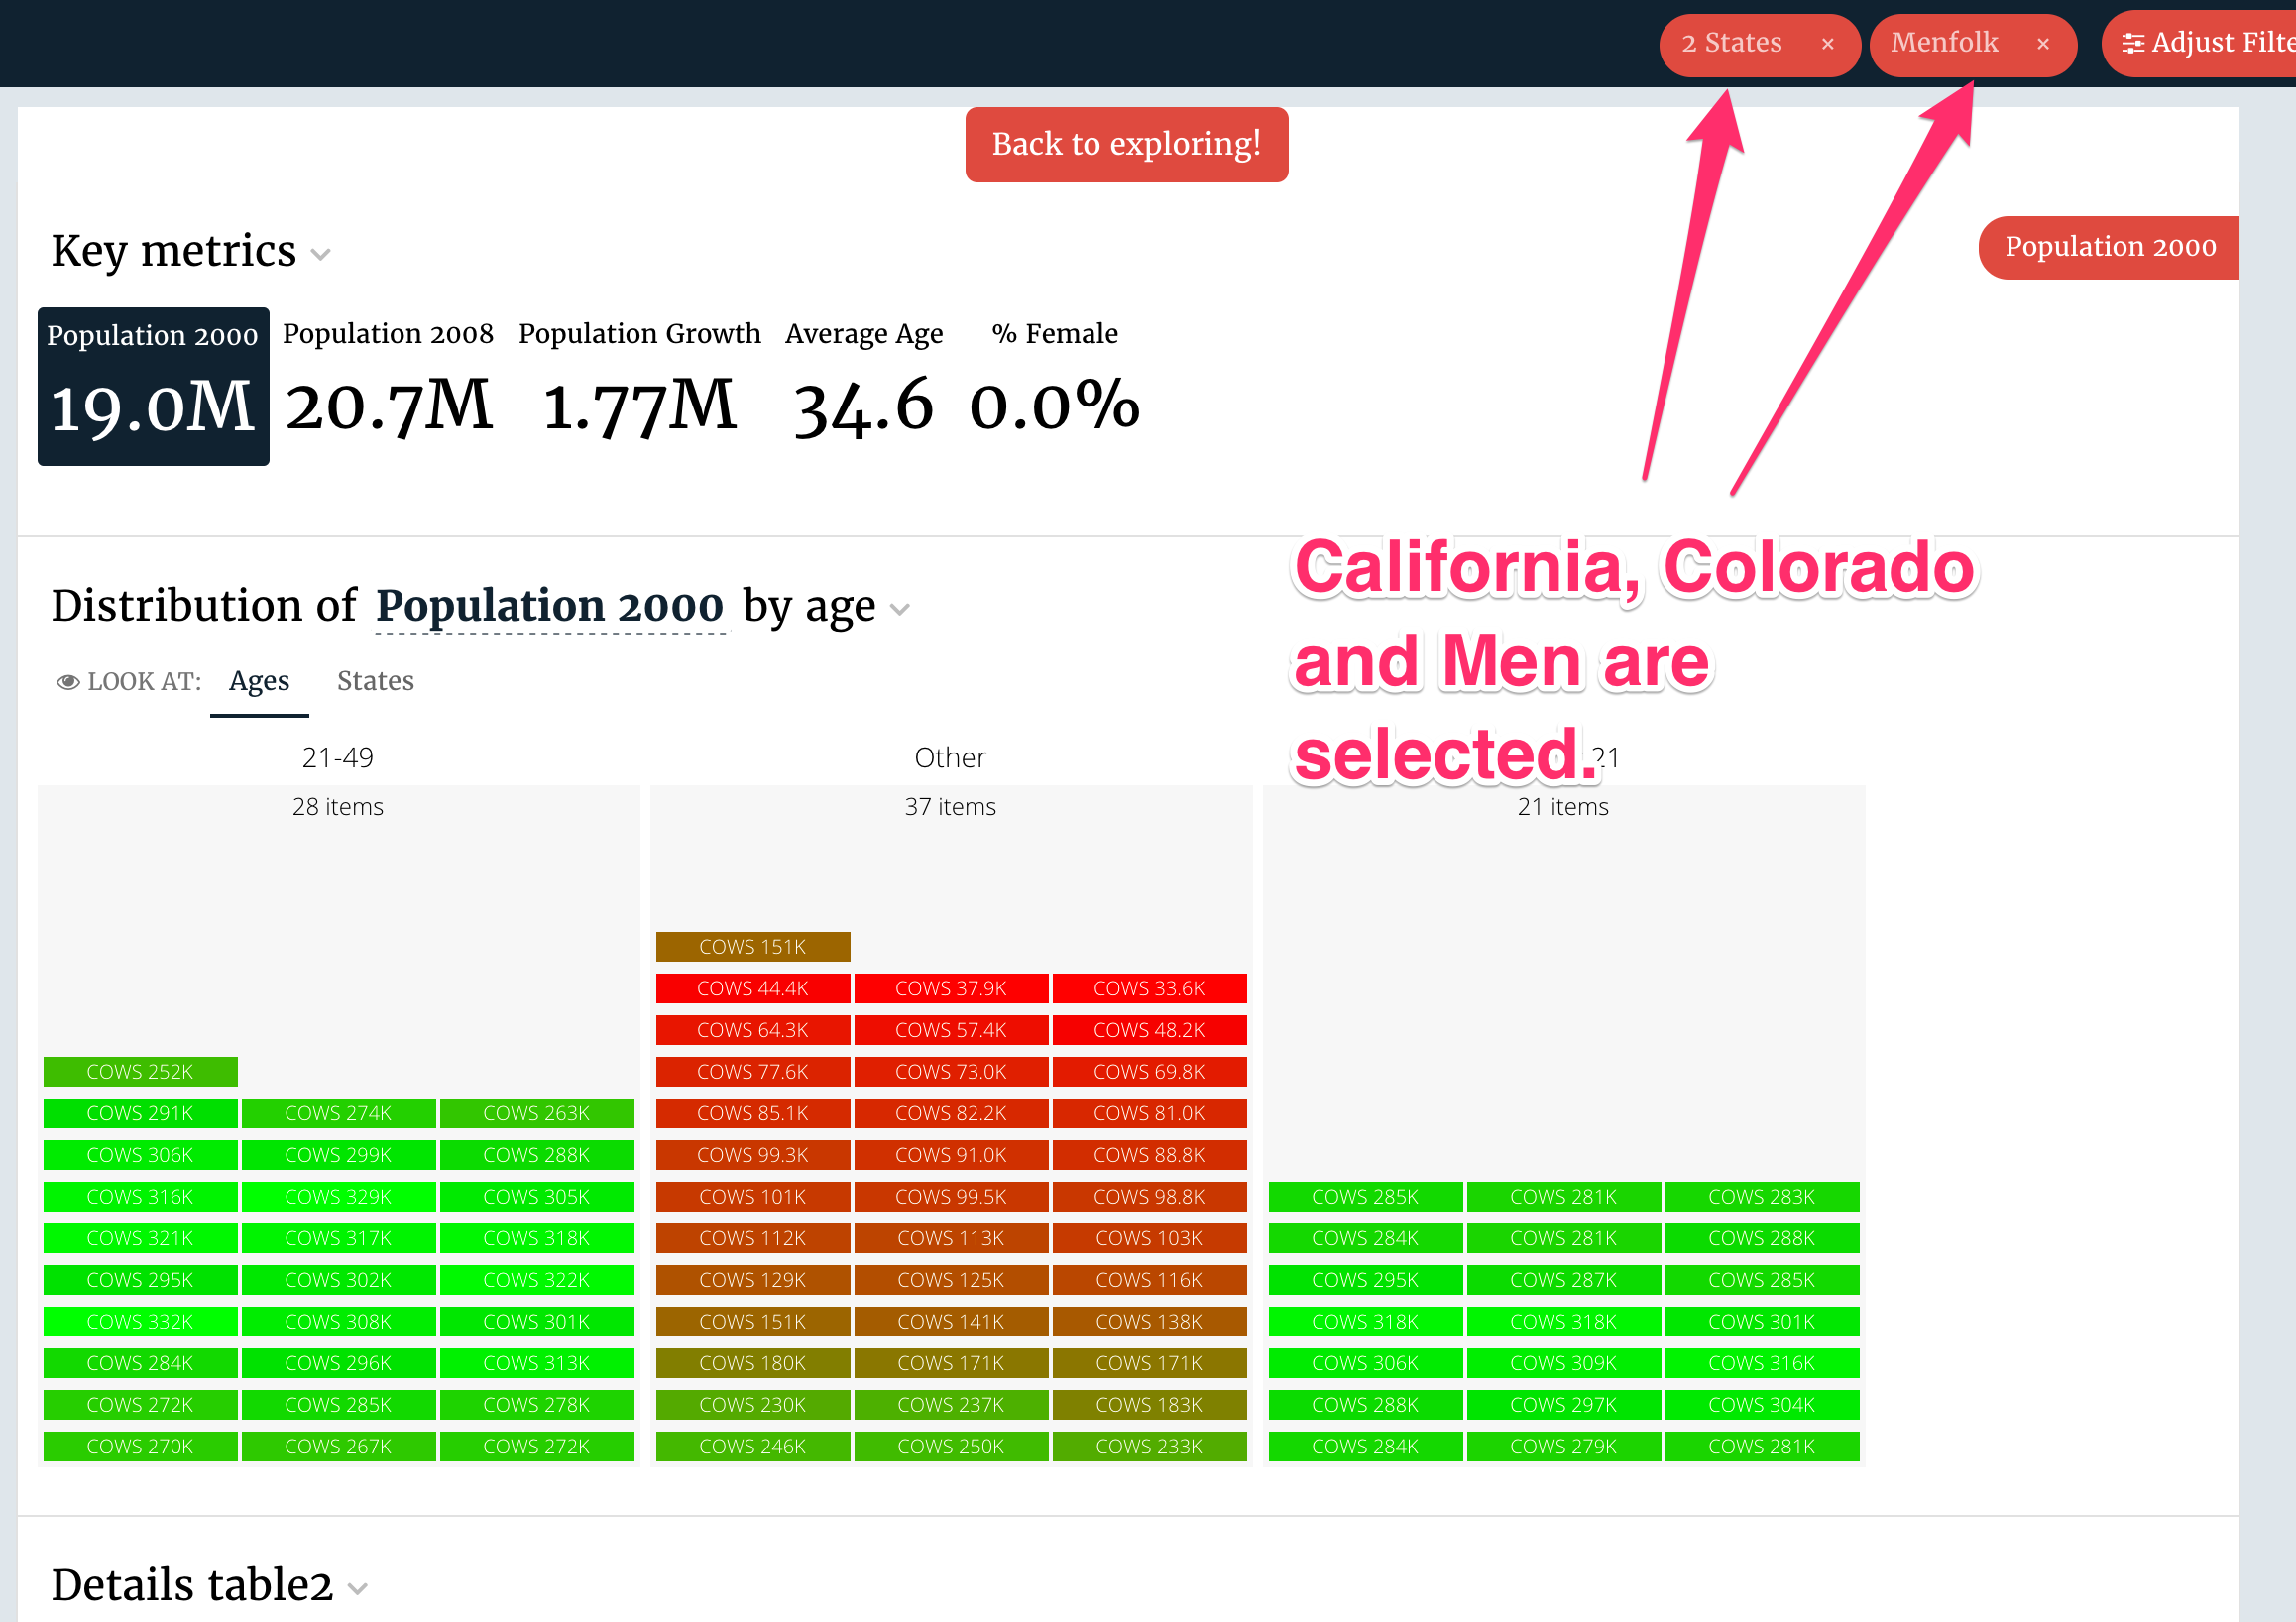 2 States × Menfolk × Adjust Filte
Back to exploring!
Key metrics
Population 2000
Population 2000 Population 2008 Population Growth Average Age % Female
19.0M 20.7M 1.77M 34.6 0.0%
California, Colorado
and Men are
selected.
Distribution of Population 2000 by age
LOOK AT: Ages States
21-49 Other 21
28 items 37 items 21 items
COWS 151K
COWS 44.4K COWS 37.9K COWS 33.6K
COWS 64.3K COWS 57.4K COWS 48.2K
COWS 252K COWS 77.6K COWS 73.0K COWS 69.8K
COWS 291K COWS 274K COWS 263K COWS 85.1K COWS 82.2K COWS 81.0K
COWS 306K COWS 299K COWS 288K COWS 99.3K COWS 91.0K COWS 88.8K
COWS 316K COWS 329K COWS 305K COWS 101K COWS 99.5K COWS 98.8K COWS 285K COWS 281K COWS 283K
COWS 321K COWS 317K COWS 318K COWS 112K COWS 113K COWS 103K COWS 284K COWS 281K COWS 288K
COWS 295K COWS 302K COWS 322K COWS 129K COWS 125K COWS 116K COWS 295K COWS 287K COWS 285K
COWS 332K COWS 308K COWS 301K COWS 151K COWS 141K COWS 138K COWS 318K COWS 318K COWS 301K
COWS 284K COWS 296K COWS 313K COWS 180K COWS 171K COWS 171K COWS 306K COWS 309K COWS 316K
COWS 272K COWS 285K COWS 278K COWS 230K COWS 237K COWS 183K COWS 288K COWS 297K COWS 304K
COWS 270K COWS 267K COWS 272K COWS 246K COWS 250K COWS 233K COWS 284K COWS 279K COWS 281K
Details table2